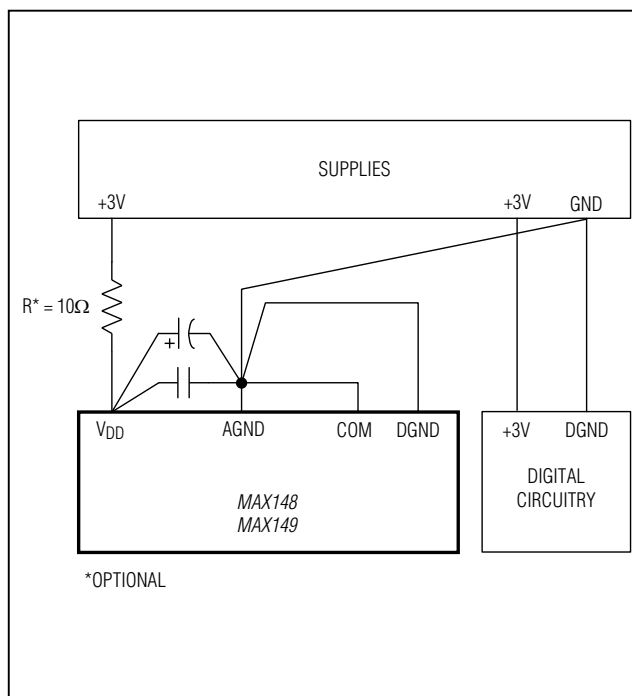 SUPPLIES
+3V
+3V
GND
R* = 10Ω
+
VDD
AGND
COM
DGND
+3V
DGND
DIGITAL
CIRCUITRY
MAX148
MAX149
*OPTIONAL